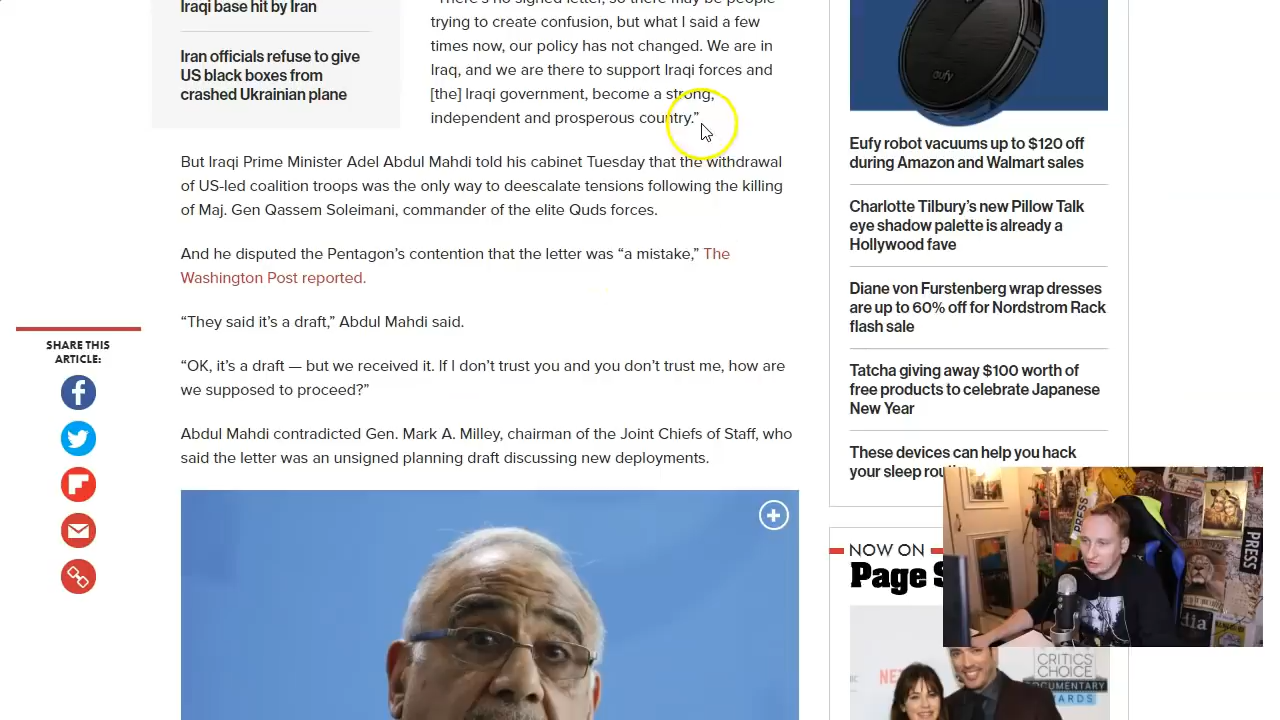 Iraqi base hit by Iran
Iran officials refuse to give
US black boxes from
crashed Ukrainian plane
“There’s no signed letter, so there may be people
trying to create confusion, but what I said a few
times now, our policy has not changed. We are in
Iraq, and we are there to support Iraqi forces and
[the] Iraqi government, become a strong,
independent and prosperous country.”
But Iraqi Prime Minister Adel Abdul Mahdi told his cabinet Tuesday that the withdrawal
of US-led coalition troops was the only way to deescalate tensions following the killing
of Maj. Gen Qassem Soleimani, commander of the elite Quds forces.
And he disputed the Pentagon’s contention that the letter was “a mistake,” The
Washington Post reported.
“They said it’s a draft,” Abdul Mahdi said.
“OK, it’s a draft — but we received it. If I don’t trust you and you don’t trust me, how are
we supposed to proceed?”
Abdul Mahdi contradicted Gen. Mark A. Milley, chairman of the Joint Chiefs of Staff, who
said the letter was an unsigned planning draft discussing new deployments.
SHARE THIS
ARTICLE:
eufy
Eufy robot vacuums up to $120 off
during Amazon and Walmart sales
Charlotte Tilbury’s new Pillow Talk
eye shadow palette is already a
Hollywood fave
Diane von Furstenberg wrap dresses
are up to 60% off for Nordstrom Rack
flash sale
Tatcha giving away $100 worth of
free products to celebrate Japanese
New Year
These devices can help you hack
your sleep
NOW ON
Page
PRESS
PRESS
CRITICS
CHOICE
DOCUMENTARY
AWARDS